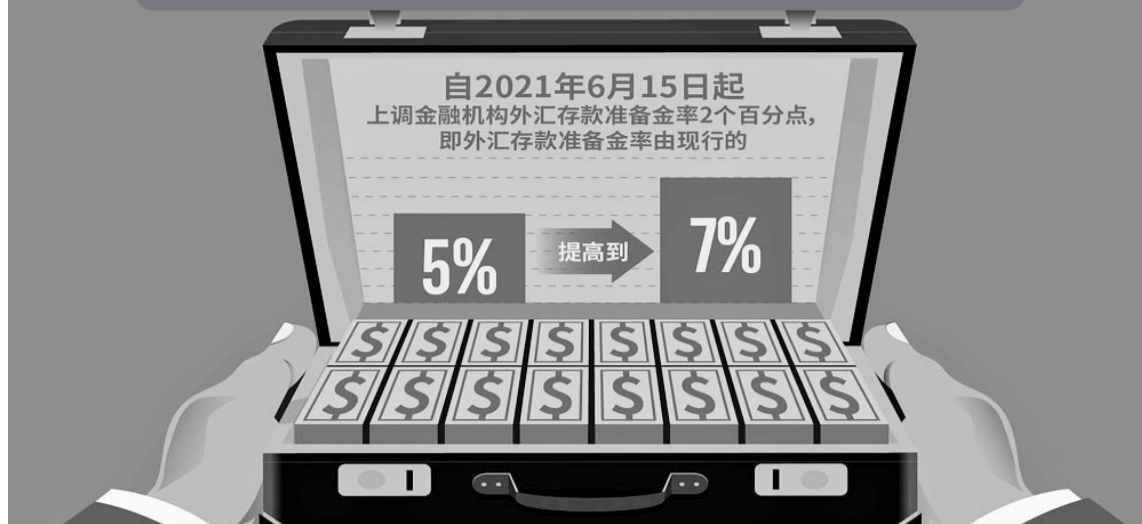 自2021年6月15日起
上调金融机构外汇存款准备金率2个百分点，
即外汇存款准备金率由现行的
5%
提高到
7%
$ $ $ $ $ $ $ $
$ $ $ $ $ $ $ $